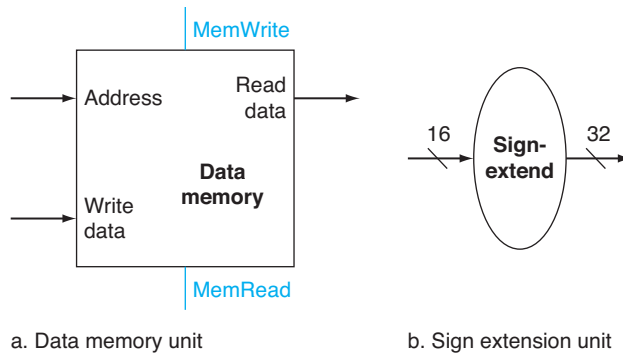 MemWrite
Address
Read
data
Data
memory
Write
data
MemRead
16
Sign-
extend
32
a. Data memory unit
b. Sign extension unit